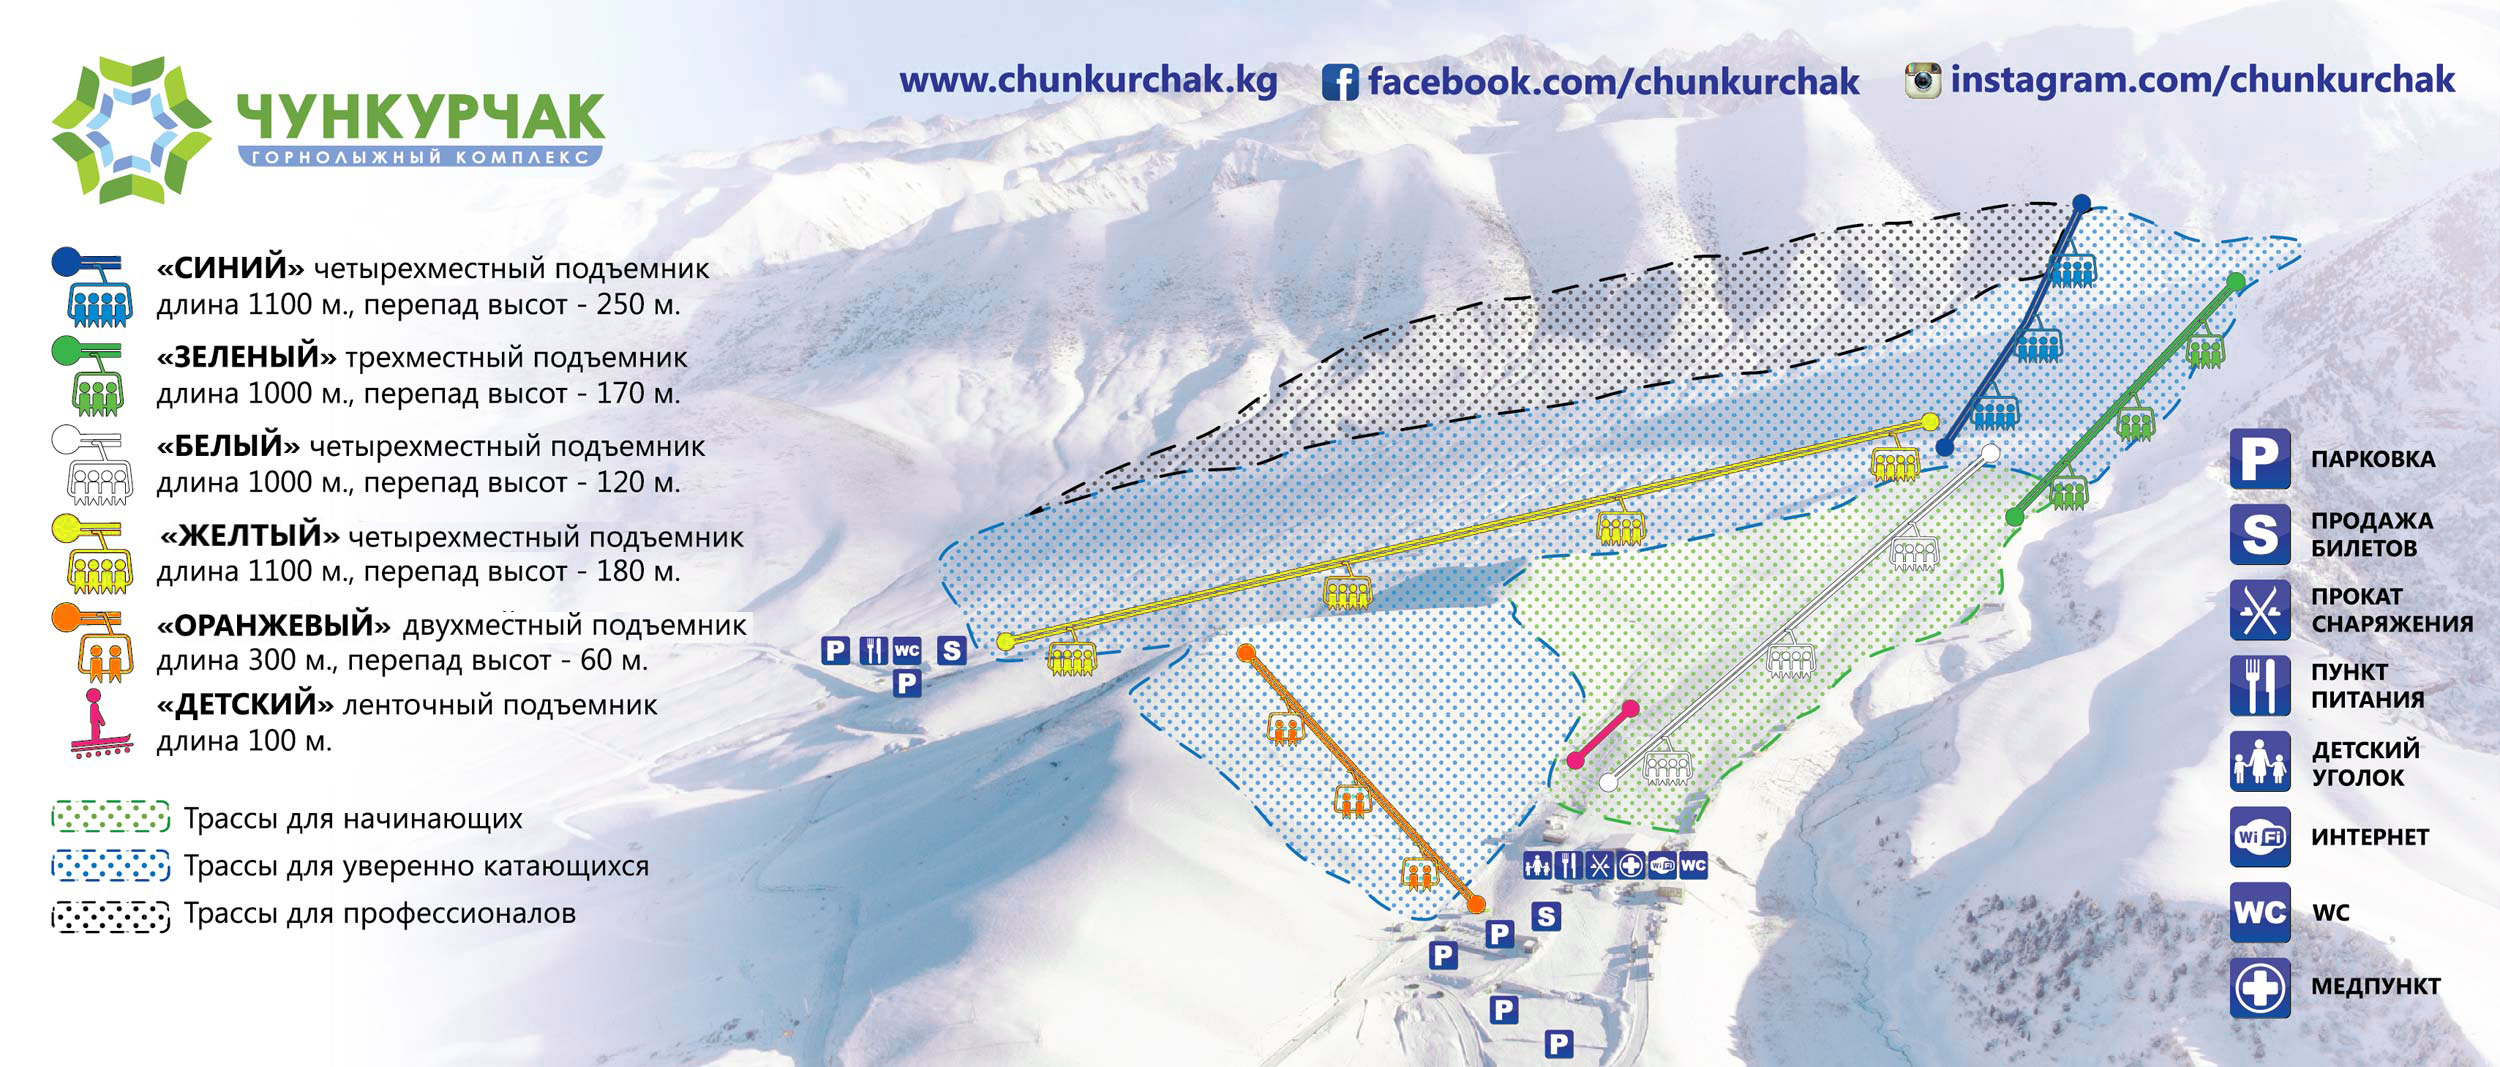 www.chunkurchak.kg
facebook.com/chunkurchak
instagram.com/chunkurchak
ЧУНКУРЧАК
ГОРНОЛЫЖНЫЙ КОМПЛЕКС
«СИНИЙ» четырехместный подъемник
длина 1100 м., перепад высот - 250 м.
«ЗЕЛЕНЫЙ» трехместный подъемник
длина 1000 м., перепад высот - 170 м.
«БЕЛЫЙ» четырехместный подъемник
длина 1000 м., перепад высот - 120 м.
«ЖЕЛТЫЙ» четырехместный подъемник
длина 1100 м., перепад высот - 180 м.
«ОРАНЖЕВЫЙ» двухместный подъемник
длина 300 м., перепад высот - 60 м.
«ДЕТСКИЙ» ленточный подъемник
длина 100 м.
Трассы для начинающих
Трассы для уверенно катающихся
Трассы для профессионалов
P
WC
S
P
WiFi
WC
S
P
P
P
P
P ПАРКОВКА
S ПРОДАЖА
БИЛЕТОВ
ПРОКАТ
СНАРЯЖЕНИЯ
ПУНКТ
ПИТАНИЯ
ДЕТСКИЙ
УГОЛОК
WiFi ИНТЕРНЕТ
WC WC
МЕДПУНКТ